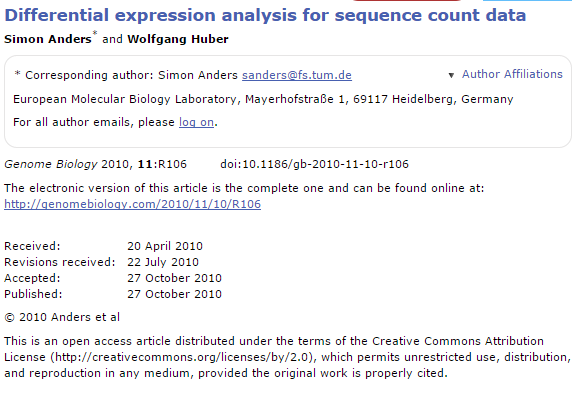 Differential expression analysis for sequence count data
Simon Anders* and Wolfgang Huber
* Corresponding author: Simon Anders sanders@fs.tum.de ▼ Author Affiliations
European Molecular Biology Laboratory, Mayerhofstraße 1, 69117 Heidelberg, Germany
For all author emails, please log on.
Genome Biology 2010, 11:R106 doi:10.1186/gb-2010-11-10-r106
The electronic version of this article is the complete one and can be found online at:
http://genomebiology.com/2010/11/10/R106
Received: 20 April 2010
Revisions received: 22 July 2010
Accepted: 27 October 2010
Published: 27 October 2010
© 2010 Anders et al
This is an open access article distributed under the terms of the Creative Commons Attribution
License (http://creativecommons.org/licenses/by/2.0), which permits unrestricted use, distribution,
and reproduction in any medium, provided the original work is properly cited.